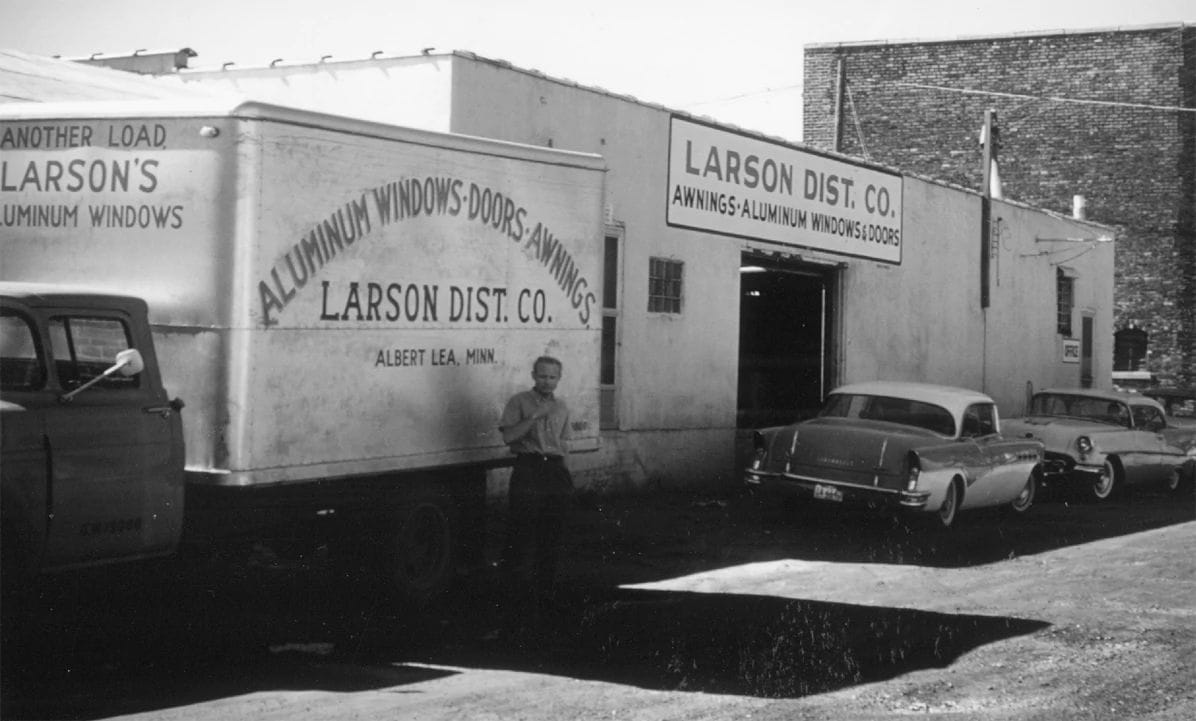 ANOTHER LOAD,
LARSON'S
LUMINUM WINDOWS
ALUMINUM WINDOWS·DOORS·AWNINGS.
LARSON DIST. CO.
ALBERT LEA, MINN.
LARSON DIST. CO.
AWNINGS·ALUMINUM WINDOWS & DOORS
OFFICE